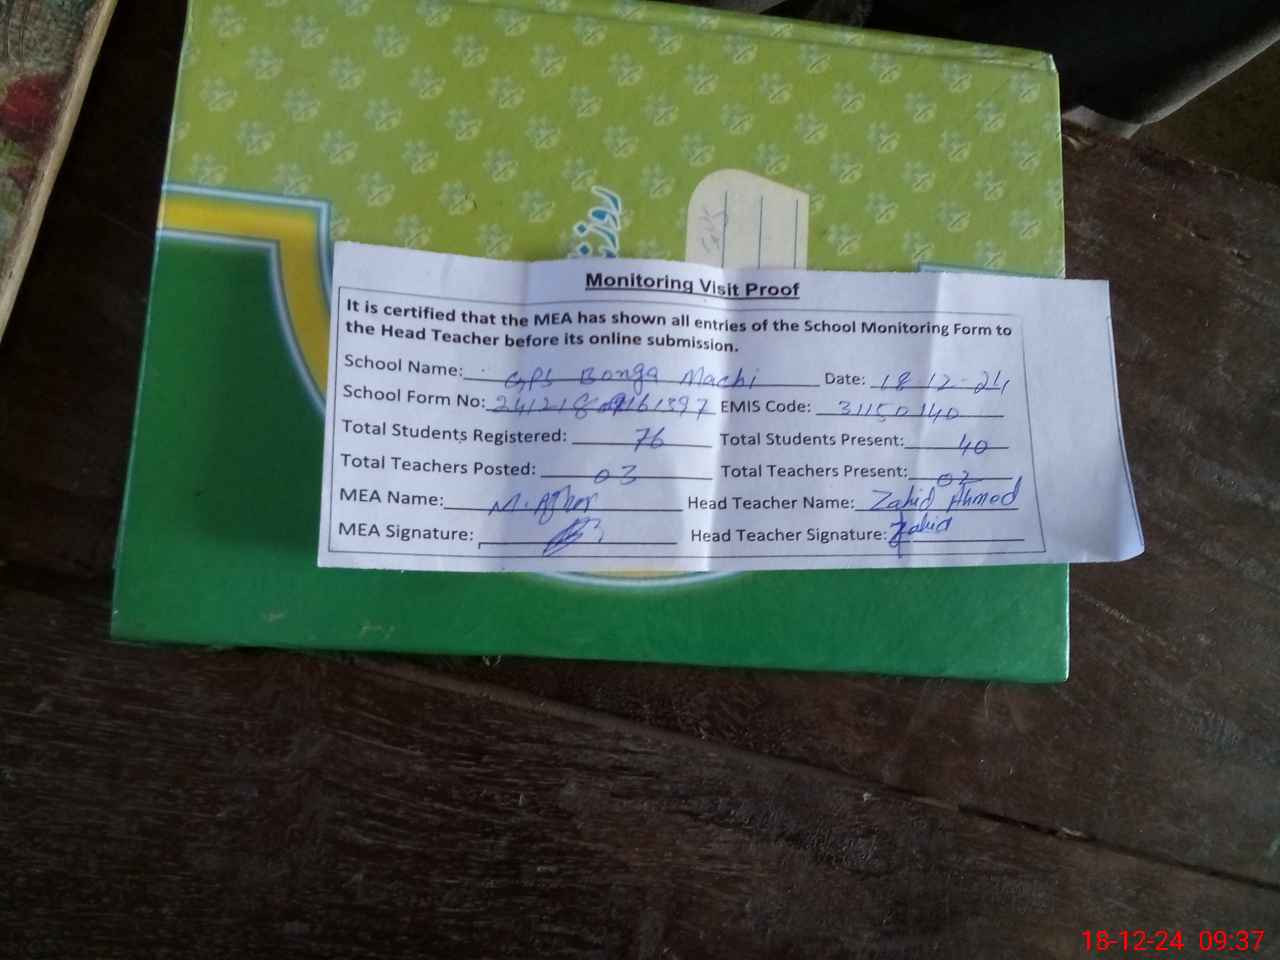 روز
GPS
Monitoring Visit Proof
It is certified that the MEA has shown all entries of the School Monitoring Form to
the Head Teacher before its online submission.
School Name: GPS Bonga Machi Date: 18-12-24
School Form No: EMIS Code: 31150140
Total Students Registered: 76 Total Students Present: 40
Total Teachers Posted: 03 Total Teachers Present: 02
MEA Name: M. Head Teacher Name: Zahid Ahmed
MEA Signature: Head Teacher Signature: Zahid
18-12-24 09:37